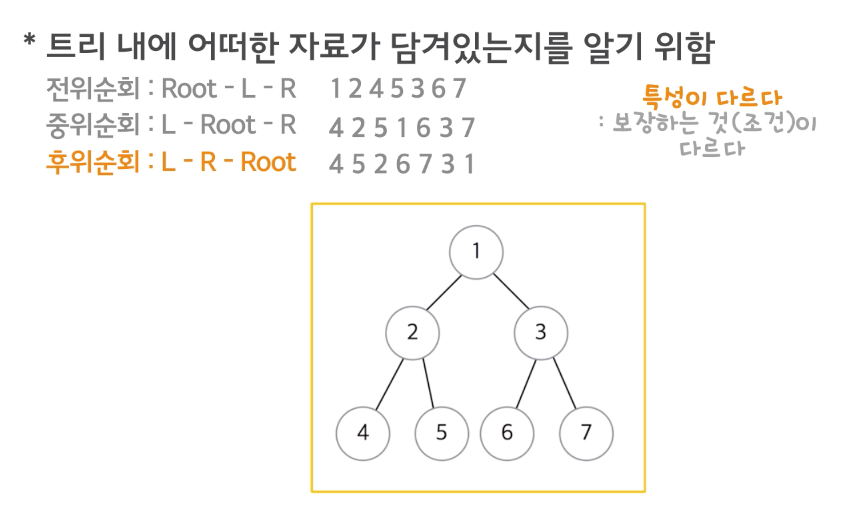 * 트리 내에 어떠한 자료가 담겨있는지를 알기 위함
전위순회 : Root - L - R 1 2 4 5 3 6 7
중위순회 : L - Root - R 4 2 5 1 6 3 7
후위순회 : L - R - Root 4 5 2 6 7 3 1
특성이 다르다
: 보장하는 것(조건)이
다르다
1
2 3
4 5 6 7